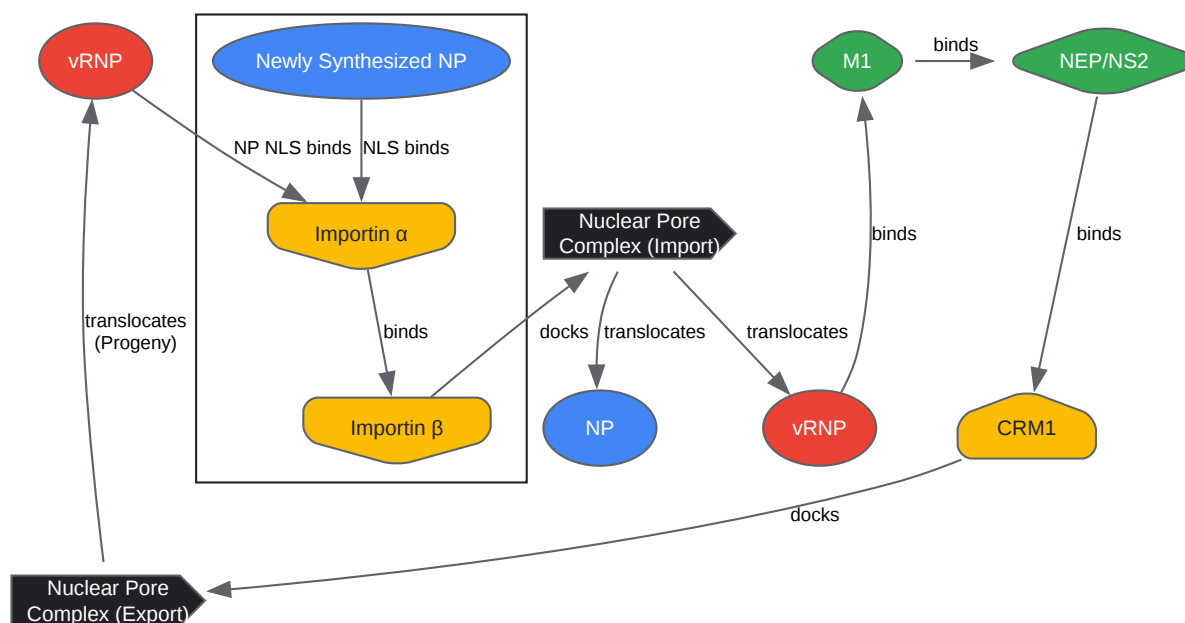 vRNP
Newly Synthesized NP
M1
binds
NEP/NS2
NP NLS binds
NLS binds
Importin α
Nuclear Pore
Complex (Import)
binds
binds
translocates
(Progeny)
binds
docks
translocates
translocates
Importin β
NP
vRNP
CRM1
docks
Nuclear Pore
Complex (Export)